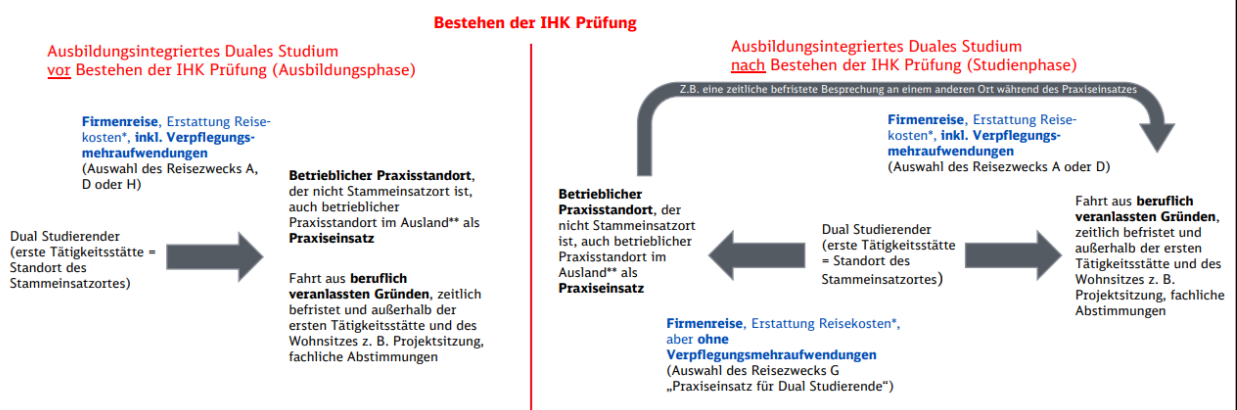 Bestehen der IHK Prüfung
Ausbildungsintegriertes Duales Studium
vor Bestehen der IHK Prüfung (Ausbildungsphase)
Firmenreise, Erstattung Reise-
kosten*, inkl. Verpflegungs-
mehraufwendungen
(Auswahl des Reisezwecks A,
D oder H)
Dual Studierender
(erste Tätigkeitsstätte =
Standort des
Stammeinsatzortes)
Betrieblicher Praxisstandort,
der nicht Stammeinsatzort ist,
auch betrieblicher
Praxisstandort im Ausland** als
Praxiseinsatz
Fahrt aus beruflich
veranlassten Gründen, zeitlich
befristet und außerhalb der
ersten Tätigkeitsstätte und des
Wohnsitzes z. B. Projektsitzung,
fachliche Abstimmungen
Ausbildungsintegriertes Duales Studium
nach Bestehen der IHK Prüfung (Studienphase)
Z.B. eine zeitliche befristete Besprechung an einem anderen Ort während des Praxiseinsatzes
Firmenreise, Erstattung Reise-
kosten*, inkl. Verpflegungs-
mehraufwendungen
(Auswahl des Reisezwecks A oder D)
Betrieblicher
Praxisstandort, der
nicht Stammeinsatzort
ist, auch betrieblicher
Praxisstandort im
Ausland** als
Praxiseinsatz
Dual Studierender
(erste Tätigkeitsstätte
= Standort des
Stammeinsatzortes)
Fahrt aus beruflich
veranlassten Gründen,
zeitlich befristet und
außerhalb der ersten
Tätigkeitsstätte und des
Wohnsitzes z. B.
Projektsitzung, fachliche
Abstimmungen
Firmenreise, Erstattung Reisekosten*,
aber ohne
Verpflegungsmehraufwendungen
(Auswahl des Reisezwecks G
„Praxiseinsatz für Dual Studierende“)